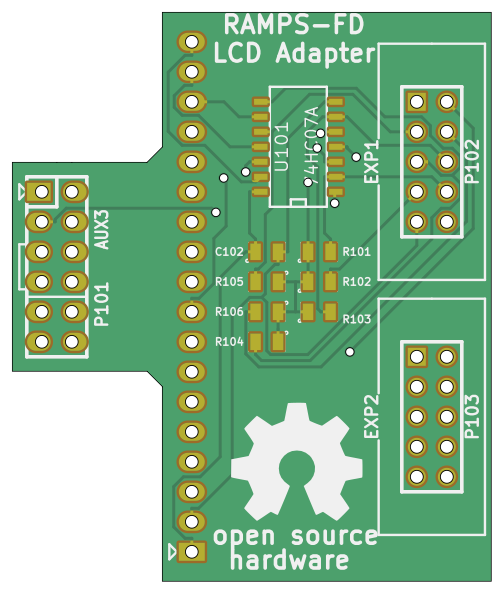 RAMPS-FD
LCD Adapter
U101
74HC07A
EXP1
P102
AUX3
P101
C102
R101
R105
R102
R106
R103
R104
EXP2
P103
open source
hardware